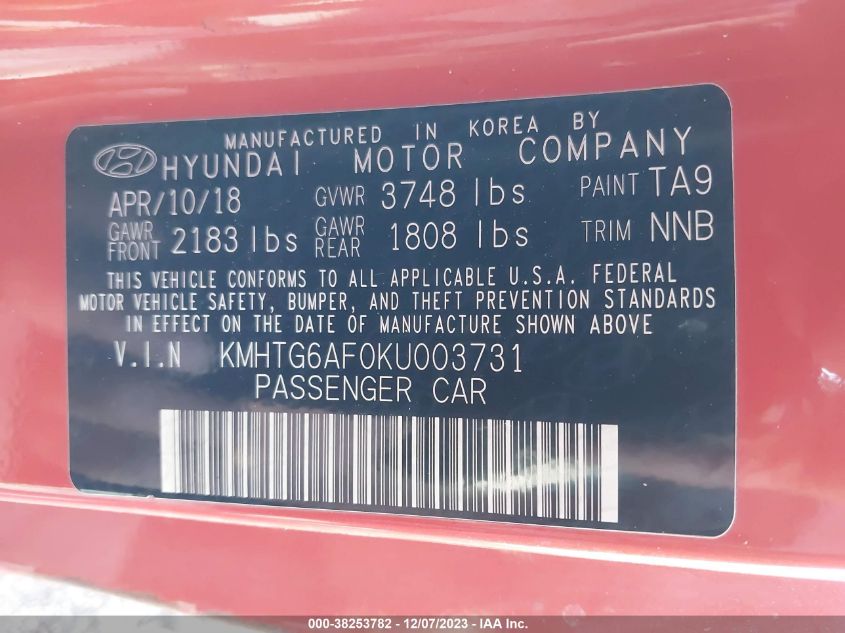 MANUFACTURED IN KOREA BY
HYUNDAI MOTOR COMPANY
APR/10/18 GVWR 3748 lbs PAINT TA9
GAWR FRONT 2183 lbs GAWR REAR 1808 lbs TRIM NNB
THIS VEHICLE CONFORMS TO ALL APPLICABLE U.S.A. FEDERAL
MOTOR VEHICLE SAFETY, BUMPER, AND THEFT PREVENTION STANDARDS
IN EFFECT ON THE DATE OF MANUFACTURE SHOWN ABOVE
V.I.N KMHTG6AF0KU003731
PASSENGER CAR
000-38253782 - 12/07/2023 - IAA Inc.